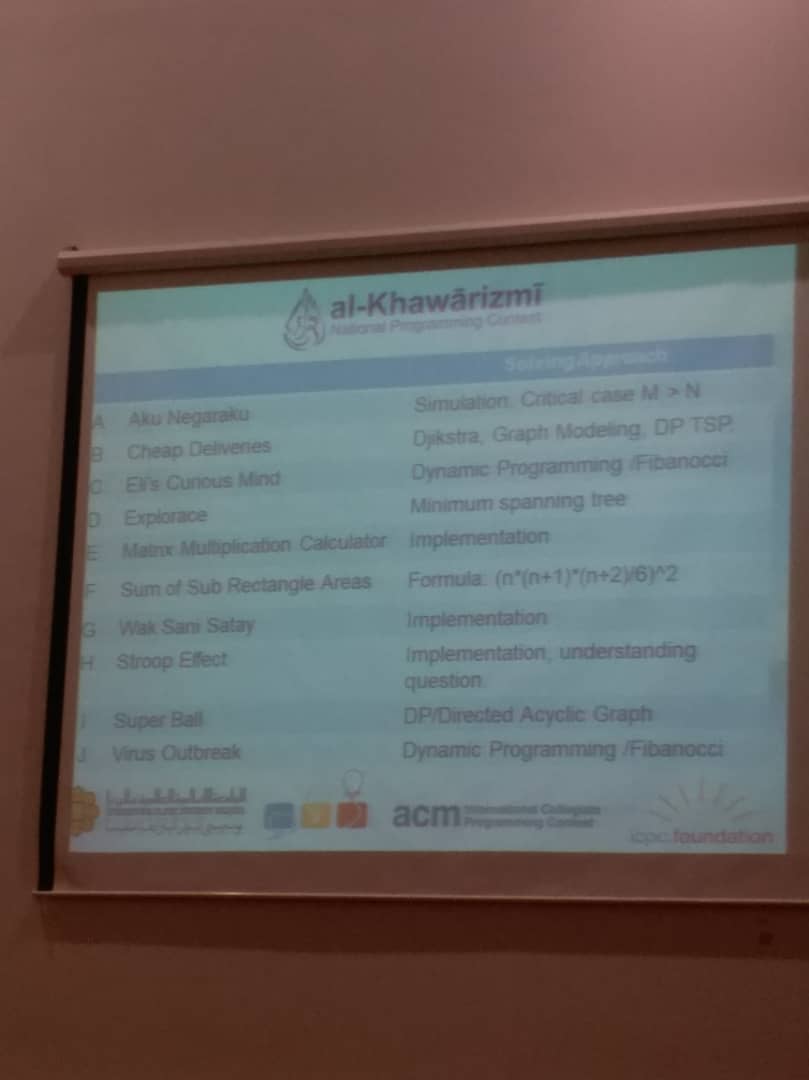 al-Khawārizmī
National Programming Contest
Solving Approach
A Aku Negaraku Simulation. Critical case M > N
B Cheap Deliveries Djikstra, Graph Modeling, DP TSP.
C Eli's Curious Mind Dynamic Programming /Fibanocci
D Explorace Minimum spanning tree
E Matrix Multiplication Calculator Implementation
F Sum of Sub Rectangle Areas Formula: (n*(n+1)*(n+2)/6)^2
G Wak Sani Satay Implementation
H Stroop Effect Implementation, understanding
question.
I Super Ball DP/Directed Acyclic Graph
J Virus Outbreak Dynamic Programming /Fibanocci
acm International Collegiate
Programming Contest
icpc.foundation